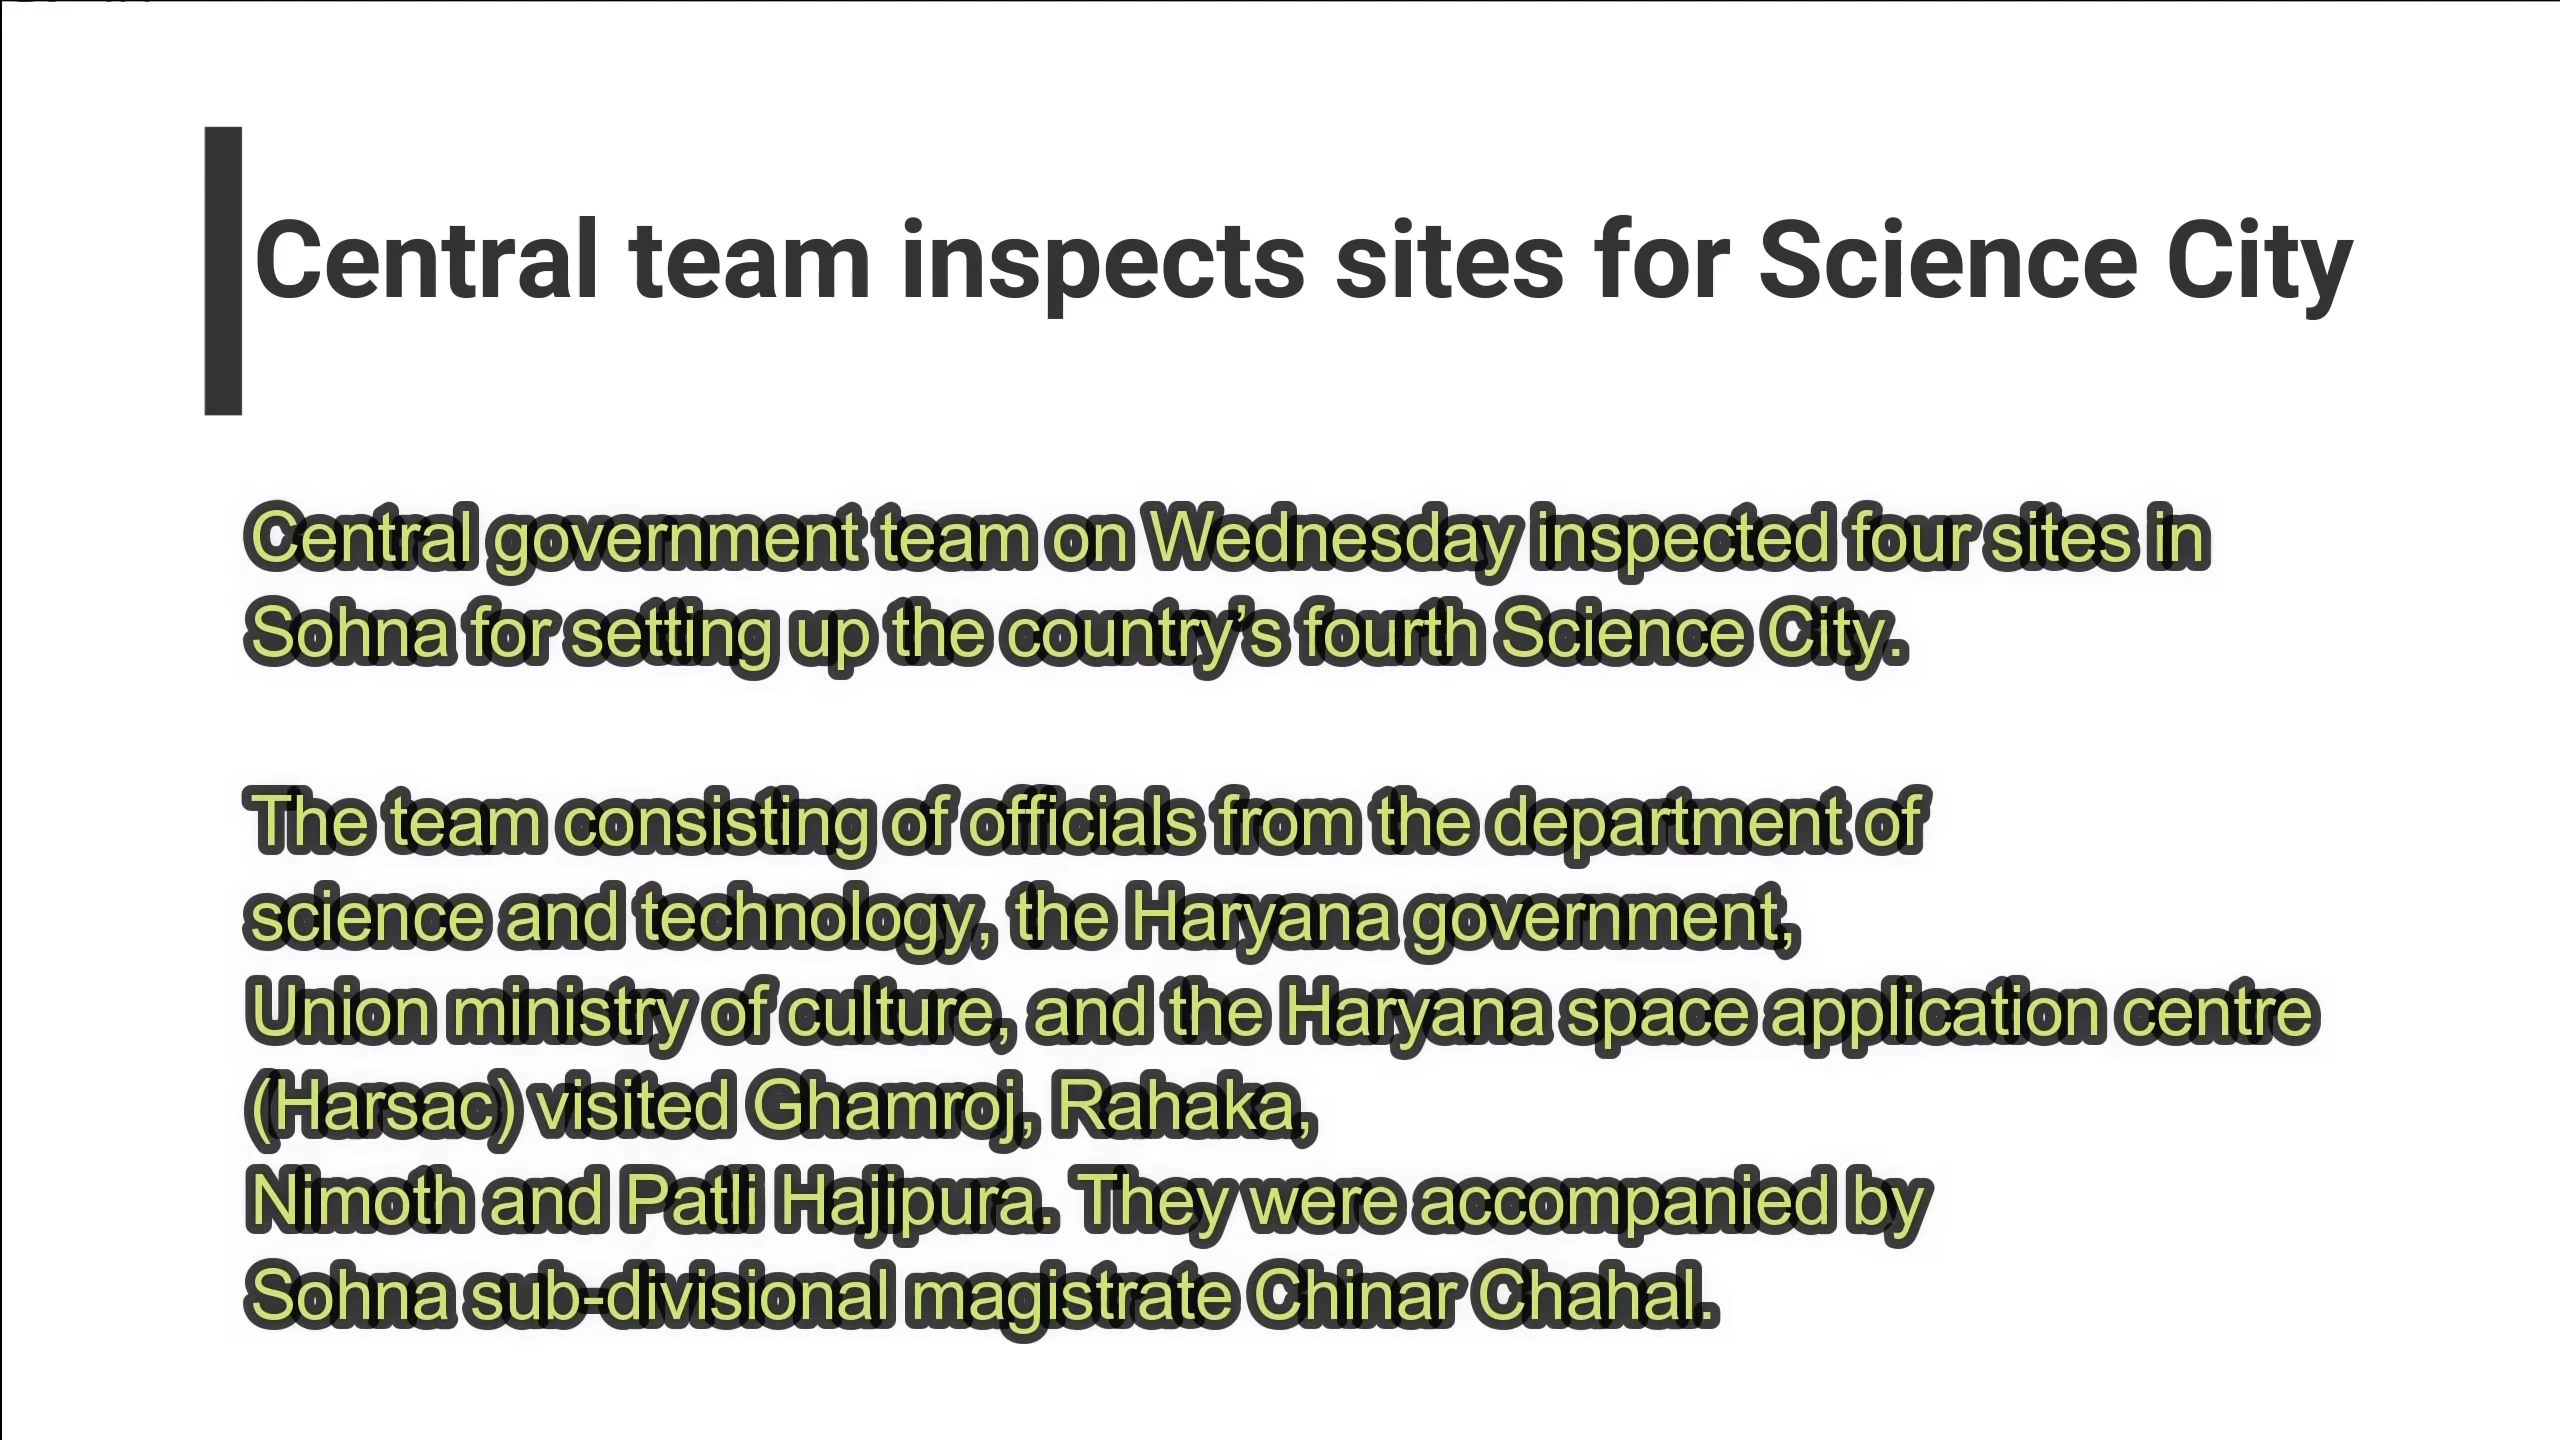 Central team inspects sites for Science City
Central government team on Wednesday inspected four sites in
Sohna for setting up the country’s fourth Science City.
The team consisting of officials from the department of
science and technology, the Haryana government,
Union ministry of culture, and the Haryana space application centre
(Harsac) visited Ghamroj, Rahaka,
Nimoth and Patli Hajipura. They were accompanied by
Sohna sub-divisional magistrate Chinar Chahal.